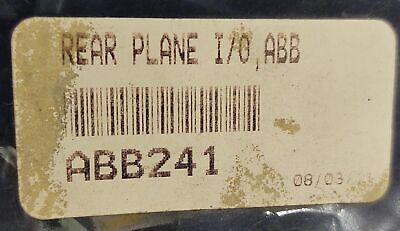 REAR PLANE I/O,ABB
ABB241
08/03/